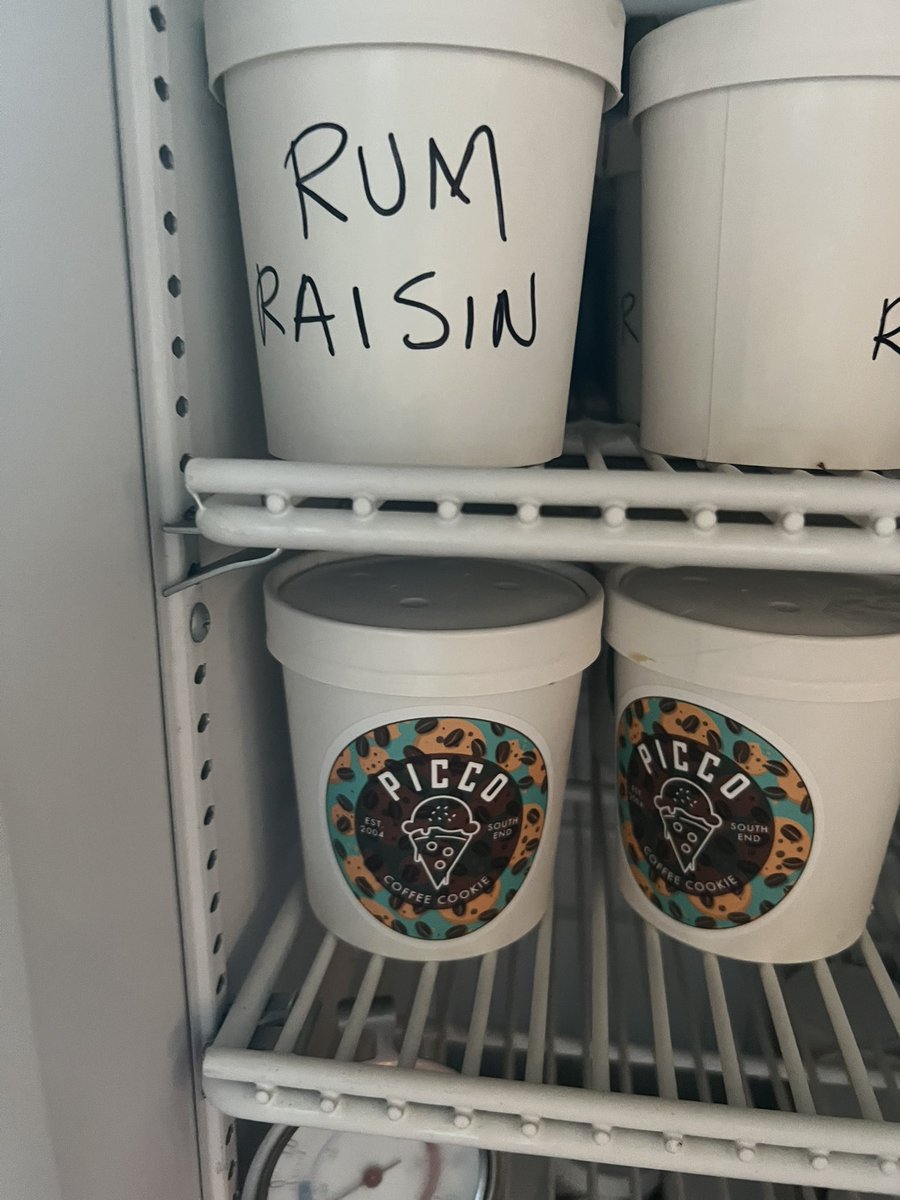 RUM
RAISIN
R
R
PICCO
EST.
2004
SOUTH
END
COFFEE COOKIE
PICCO
EST.
2004
SOUTH
END
COFFEE COOKIE